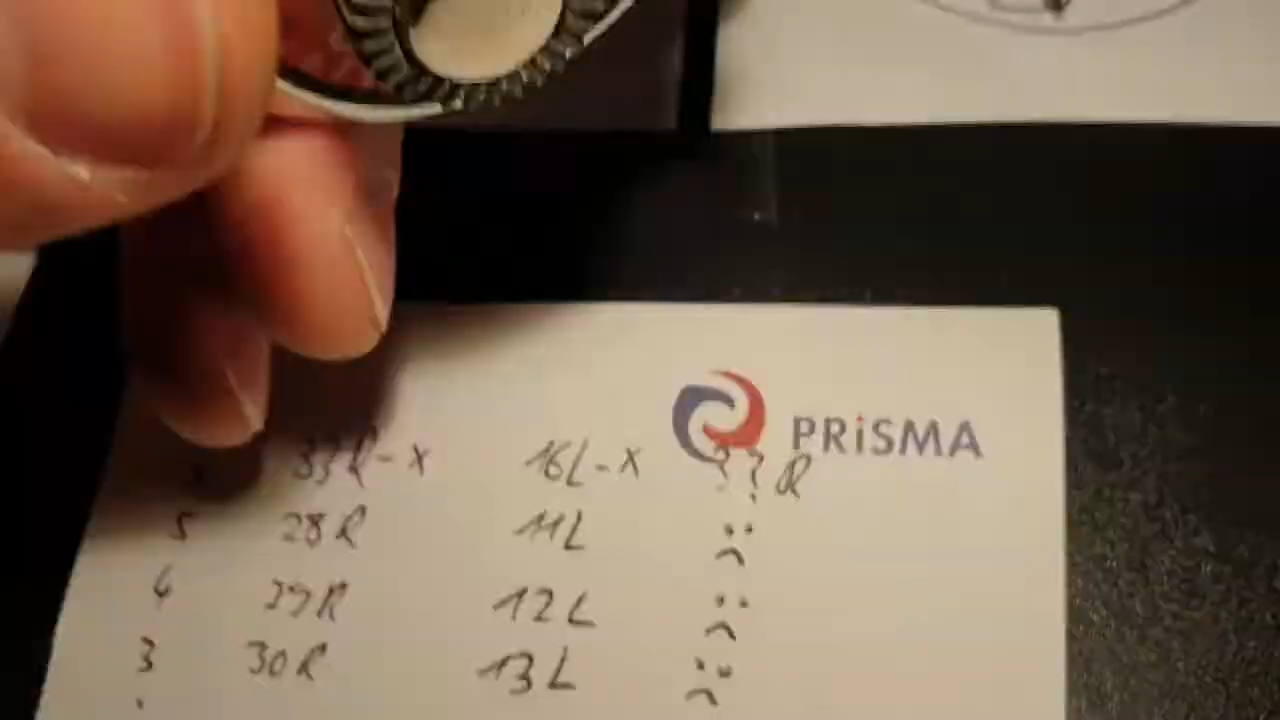 PRiSMA
x 33R-x 16L-x ??R
5 28R 11L
4 29R 12L
3 30R 13L